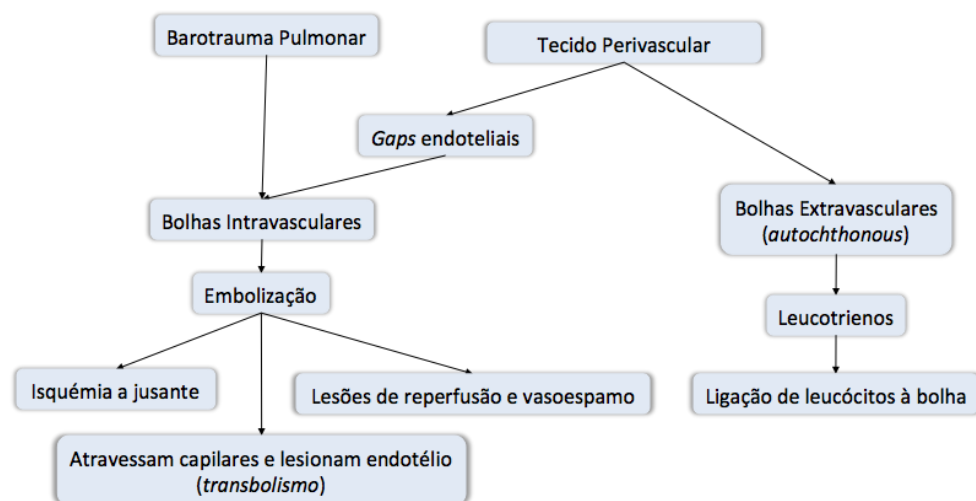 Barotrauma Pulmonar
Tecido Perivascular
Gaps endoteliais
Bolhas Intravasculares
Bolhas Extravasculares
(autochthonous)
Embolização
Leucotrienos
Isquémia a jusante
Lesões de reperfusão e vasoespamo
Ligação de leucócitos à bolha
Atravessam capilares e lesionam endotélio
(transbolismo)